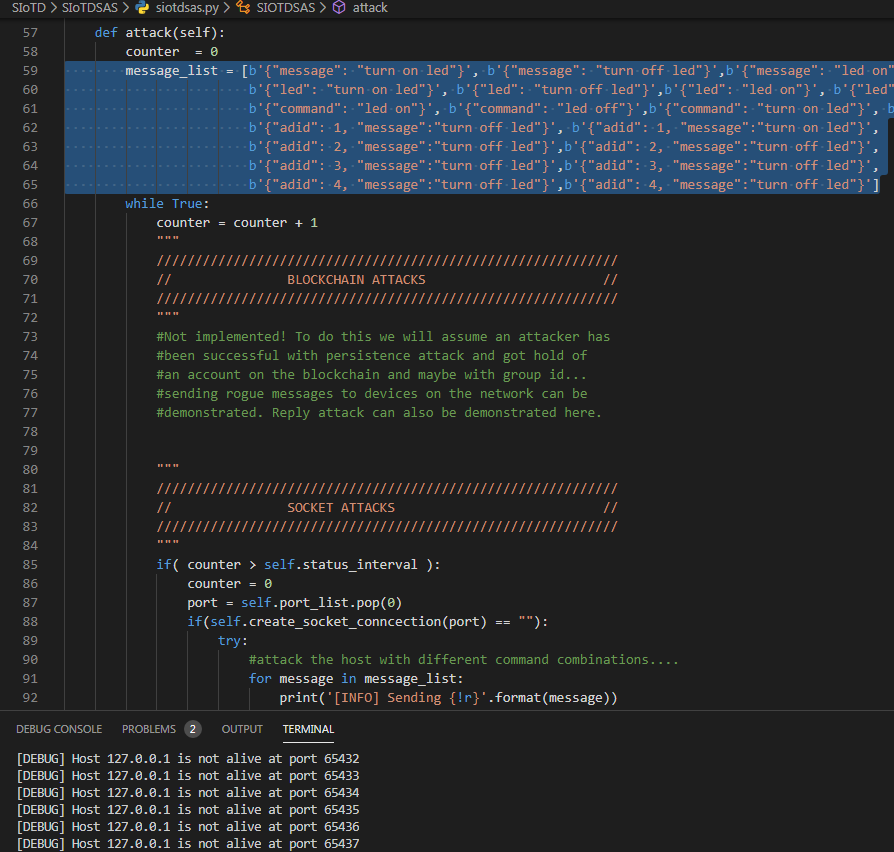 SIoTD > SIoTDSAS > siotdsas.py > SIOTDSAS > attack
57 def attack(self):
58 counter  = 0
59 message_list = [b'{"message": "turn on led"}', b'{"message": "turn off led"}',b'{"message": "led on"
60 b'{"led": "turn on led"}', b'{"led": "turn off led"}',b'{"led": "led on"}', b'{"led"
61 b'{"command": "led on"}', b'{"command": "led off"}',b'{"command": "turn on led"}', b
62 b'{"adid": 1, "message":"turn off led"}', b'{"adid": 1, "message":"turn on led"}',
63 b'{"adid": 2, "message":"turn off led"}',b'{"adid": 2, "message":"turn off led"}',
64 b'{"adid": 3, "message":"turn off led"}',b'{"adid": 3, "message":"turn off led"}',
65 b'{"adid": 4, "message":"turn off led"}',b'{"adid": 4, "message":"turn off led"}']
66 while True:
67 counter = counter + 1
68 """
69 ////////////////////////////////////////////////////////////
70 // BLOCKCHAIN ATTACKS //
71 ////////////////////////////////////////////////////////////
72 """
73 #Not implemented! To do this we will assume an attacker has
74 #been successful with persistence attack and got hold of
75 #an account on the blockchain and maybe with group id...
76 #sending rogue messages to devices on the network can be
77 #demonstrated. Reply attack can also be demonstrated here.
78
79
80 """
81 ////////////////////////////////////////////////////////////
82 // SOCKET ATTACKS //
83 ////////////////////////////////////////////////////////////
84 """
85 if( counter > self.status_interval ):
86 counter = 0
87 port = self.port_list.pop(0)
88 if(self.create_socket_conncection(port) == ""):
89 try:
90 #attack the host with different command combinations....
91 for message in message_list:
92 print('[INFO] Sending {!r}'.format(message))
DEBUG CONSOLE PROBLEMS 2 OUTPUT TERMINAL
[DEBUG] Host 127.0.0.1 is not alive at port 65432
[DEBUG] Host 127.0.0.1 is not alive at port 65433
[DEBUG] Host 127.0.0.1 is not alive at port 65434
[DEBUG] Host 127.0.0.1 is not alive at port 65435
[DEBUG] Host 127.0.0.1 is not alive at port 65436
[DEBUG] Host 127.0.0.1 is not alive at port 65437